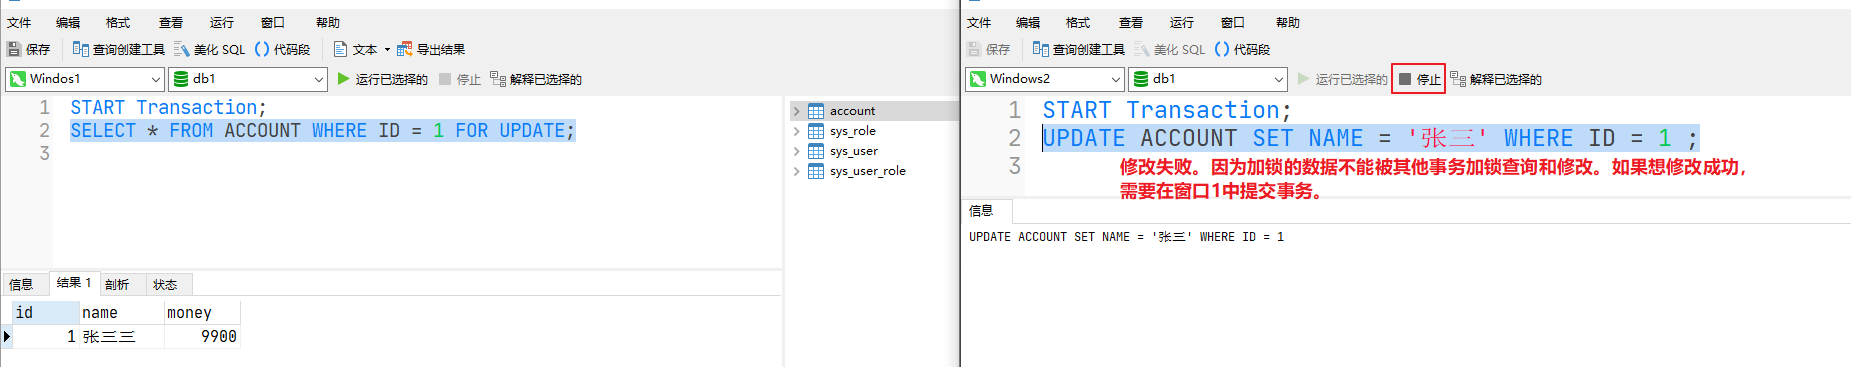 文件 编辑 格式 查看 运行 窗口 帮助
保存 查询创建工具 美化 SQL 代码段 文本 导出结果
Windos1 db1 运行已选择的 停止 解释已选择的
1 START Transaction;
2 SELECT * FROM ACCOUNT WHERE ID = 1 FOR UPDATE;
3
account
sys_role
sys_user
sys_user_role
信息 结果 1 剖析 状态
id name money
1 张三三 9900
文件 编辑 格式 查看 运行 窗口 帮助
保存 查询创建工具 美化 SQL 代码段
Windows2 db1 运行已选择的 停止 解释已选择的
1 START Transaction;
2 UPDATE ACCOUNT SET NAME = '张三' WHERE ID = 1 ;
3
修改失败。因为加锁的数据不能被其他事务加锁查询和修改。如果想修改成功，
需要在窗口1中提交事务。
信息
UPDATE ACCOUNT SET NAME = '张三' WHERE ID = 1